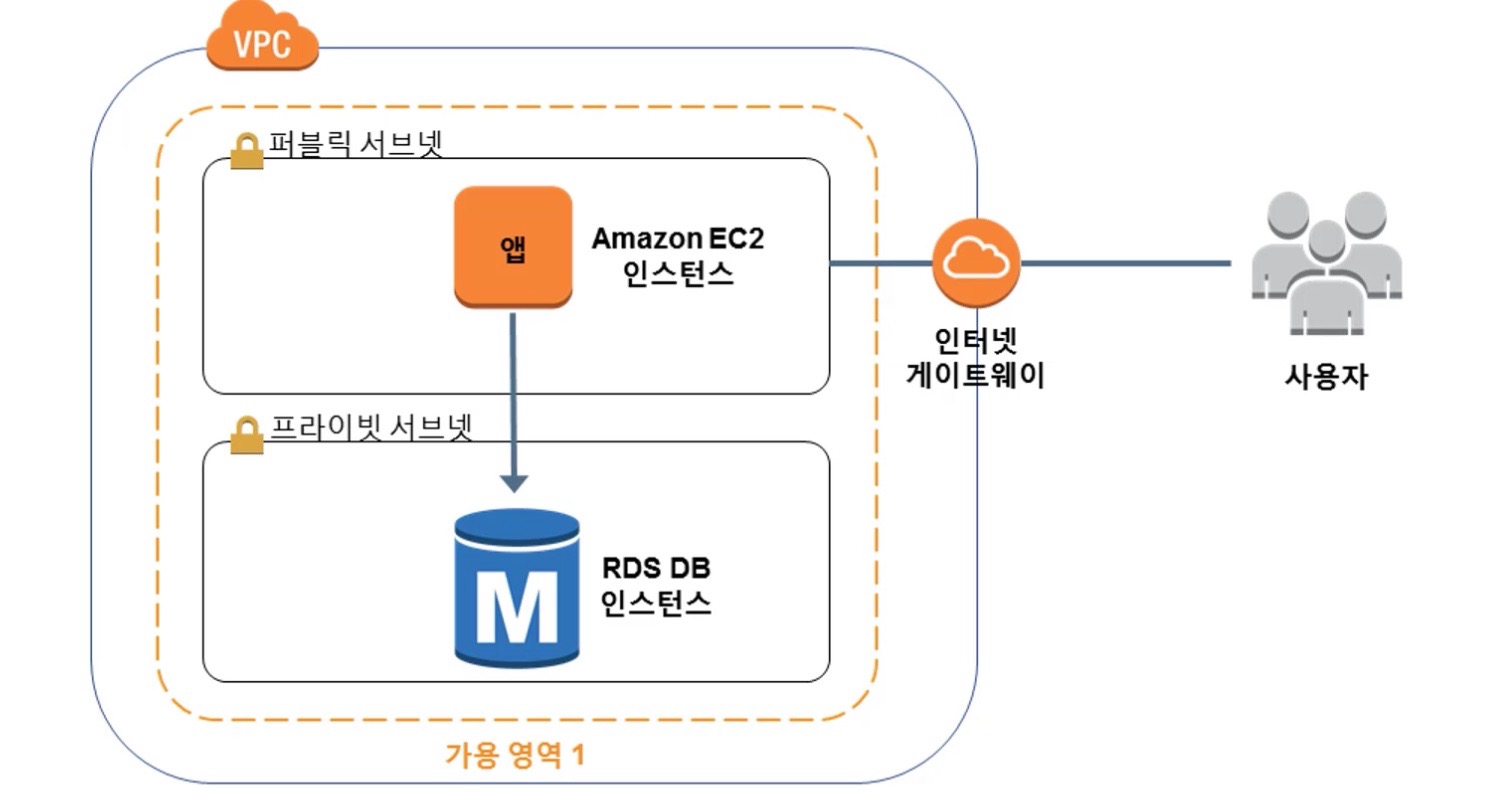 VPC
퍼블릭 서브넷
앱
Amazon EC2
인스턴스
인터넷
게이트웨이
사용자
프라이빗 서브넷
M
RDS DB
인스턴스
가용 영역 1